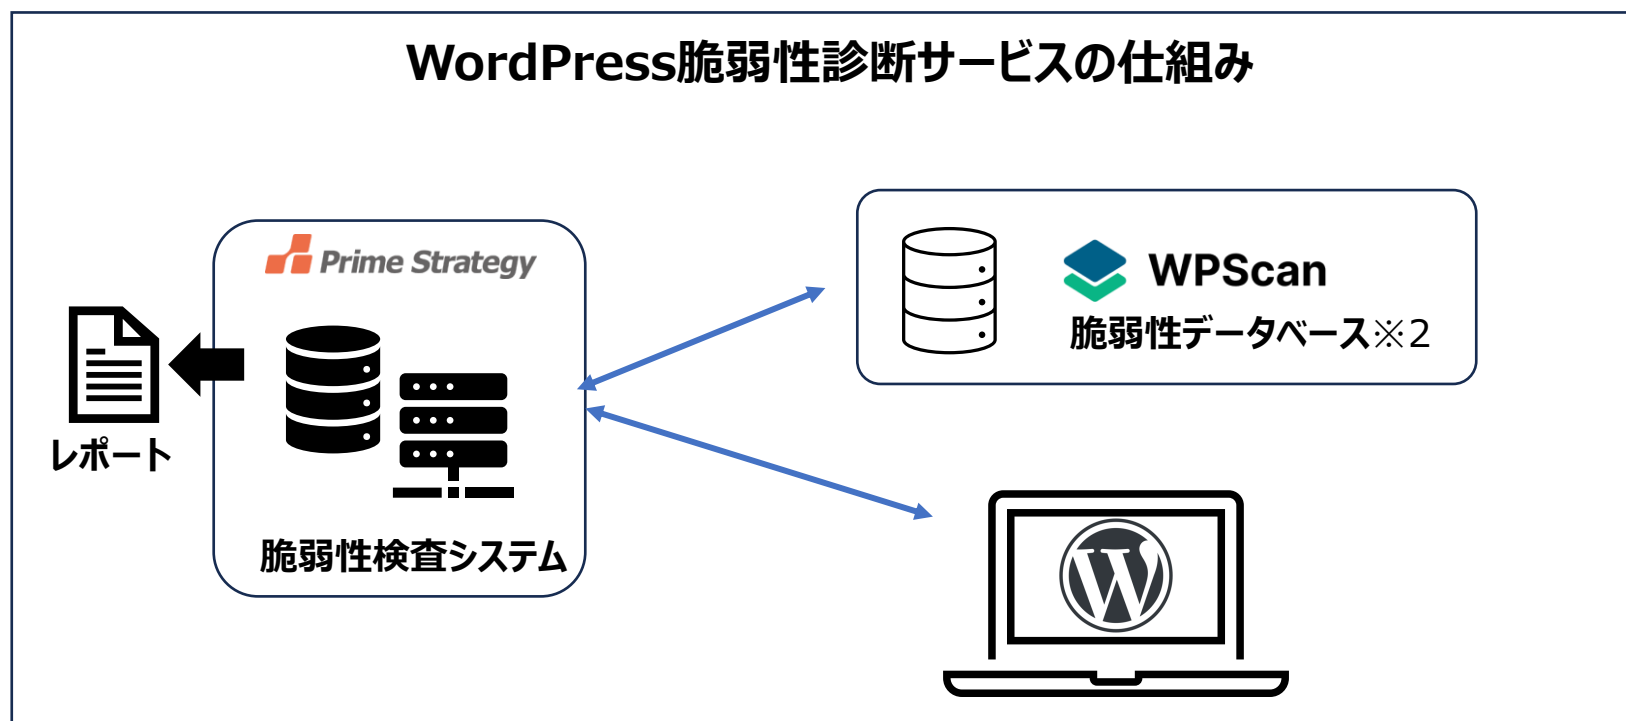 WordPress脆弱性診断サービスの仕組み
Prime Strategy
WPScan
脆弱性データベース※2
レポート
脆弱性検査システム